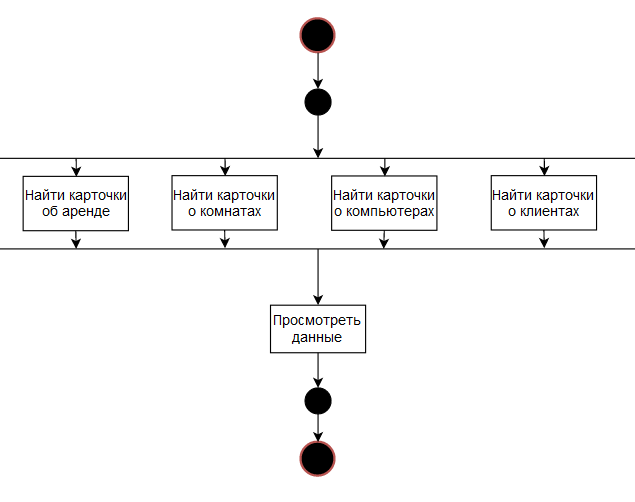 Найти карточки
об аренде
Найти карточки
о комнатах
Найти карточки
о компьютерах
Найти карточки
о клиентах
Просмотреть
данные